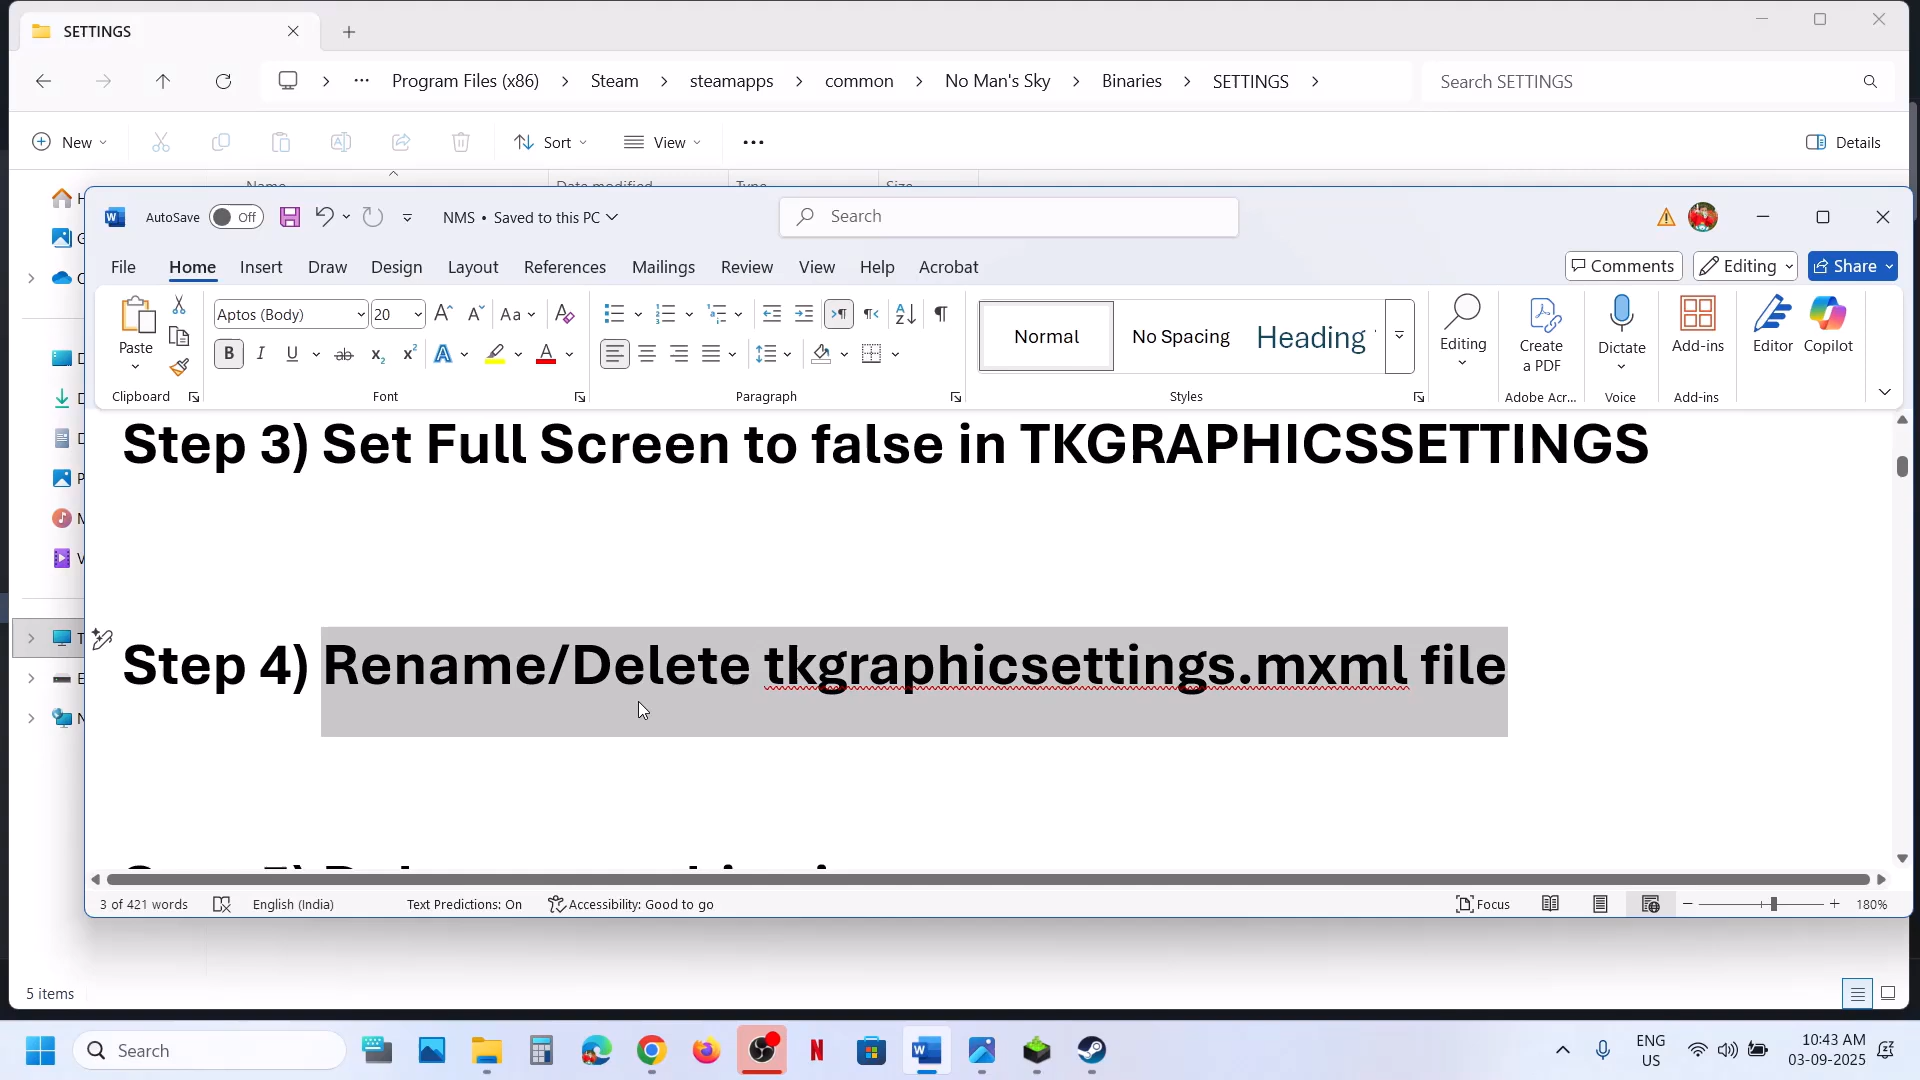 SETTINGS
Program Files (x86)
Steam
steamapps
common
No Man's Sky
Binaries
SETTINGS
Search SETTINGS
New
Sort
View
Details
AutoSave
Off
NMS • Saved to this PC
Search
File
Home
Insert
Draw
Design
Layout
References
Mailings
Review
View
Help
Acrobat
Comments
Editing
Share
Paste
Aptos (Body)
20
Normal
No Spacing
Heading
Editing
Create a PDF
Dictate
Add-ins
Editor
Copilot
Clipboard
Font
Paragraph
Styles
Adobe Acr...
Voice
Add-ins
Step 3) Set Full Screen to false in TKGRAPHICSSETTINGS
Step 4) Rename/Delete tkgraphicsettings.mxml file
3 of 421 words
English (India)
Text Predictions: On
Accessibility: Good to go
Focus
180%
5 items
Search
ENG
US
10:43 AM
03-09-2025